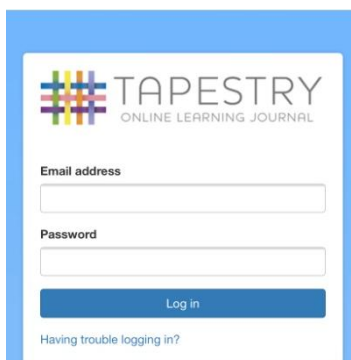 TAPESTRY
ONLINE LEARNING JOURNAL
Email address
Password
Log in
Having trouble logging in?